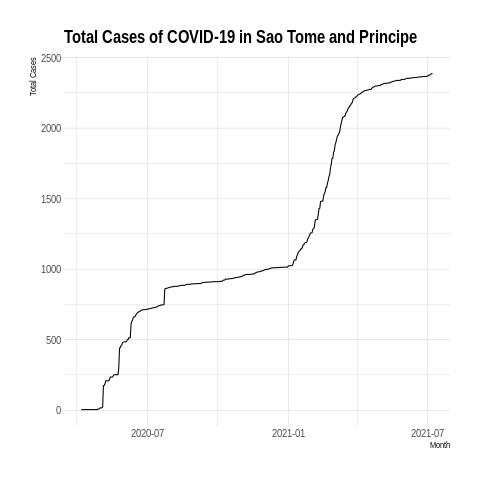 Total Cases of COVID-19 in Sao Tome and Principe
Total Cases
2500
2000
1500
1000
500
0
2020-07 2021-01 2021-07
Month